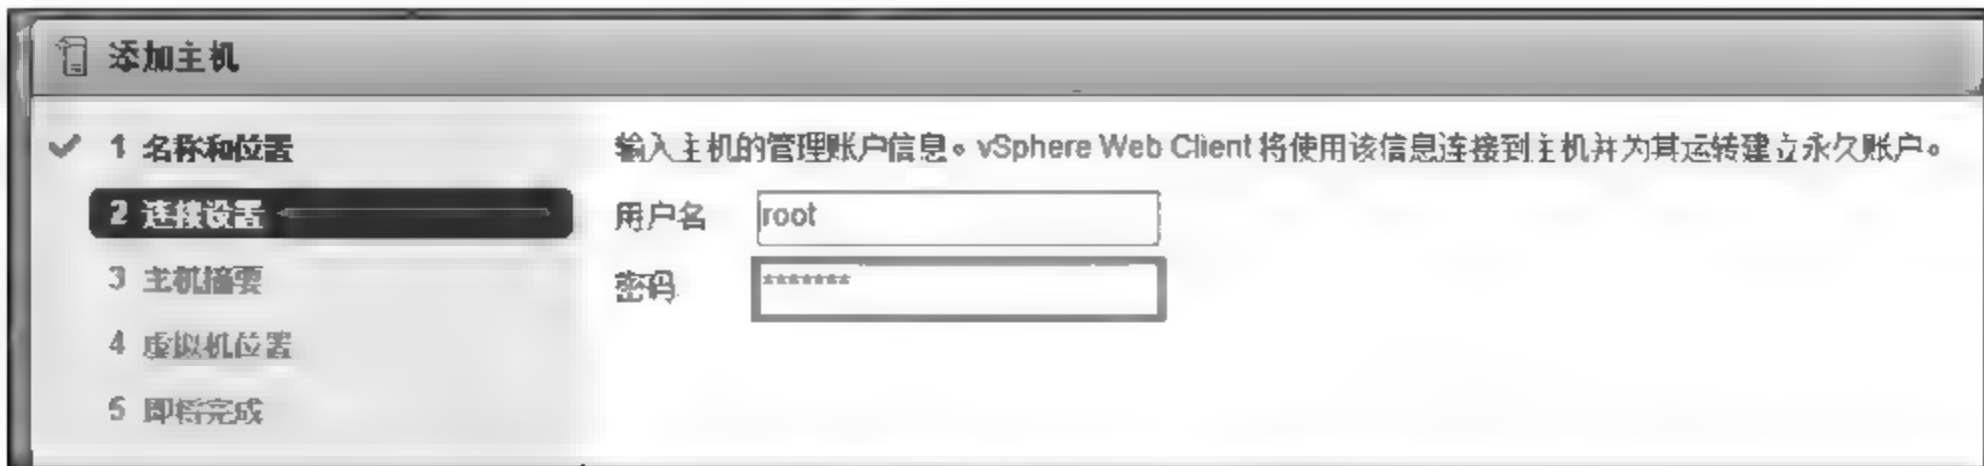 添加主机
1 名称和位置
2 连接设置
3 主机摘要
4 虚拟机位置
5 即将完成
输入主机的管理账户信息。vSphere Web Client 将使用该信息连接到主机并为其运转建立永久账户。
用户名 root
密码 *******